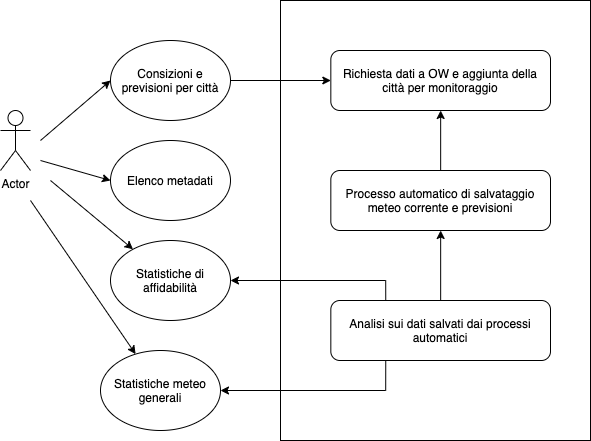 Consizioni e
previsioni per città
Richiesta dati a OW e aggiunta della
città per monitoraggio
Actor
Elenco metadati
Processo automatico di salvataggio
meteo corrente e previsioni
Statistiche di
affidabilità
Analisi sui dati salvati dai processi
automatici
Statistiche meteo
generali